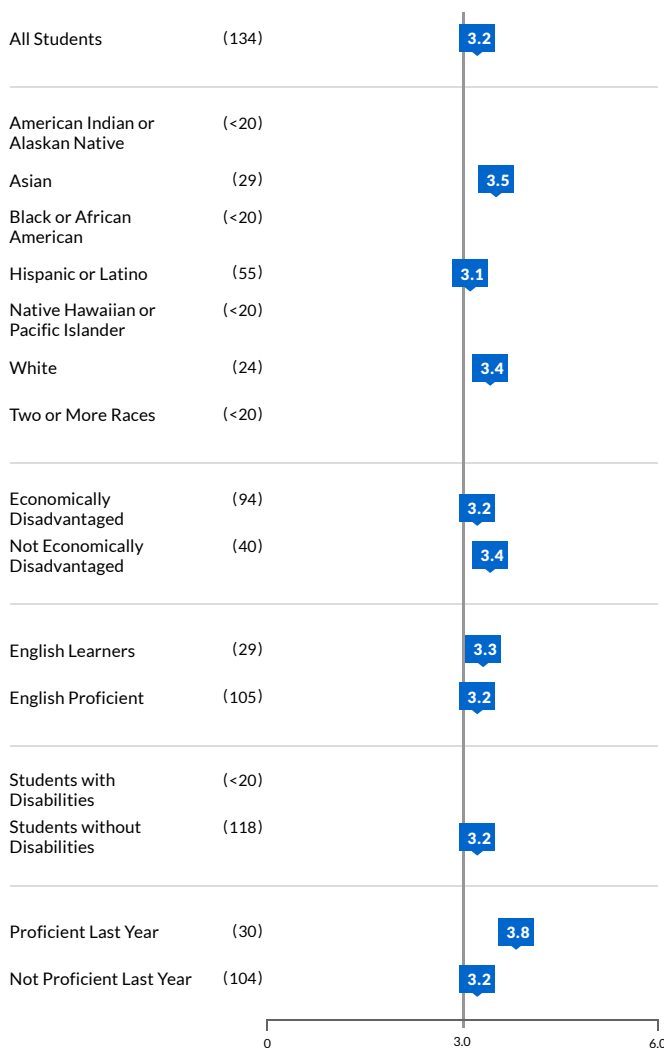 All Students (134) 3.2
American Indian or (<20)
Alaskan Native
Asian (29) 3.5
Black or African (<20)
American
Hispanic or Latino (55) 3.1
Native Hawaiian or (<20)
Pacific Islander
White (24) 3.4
Two or More Races (<20)
Economically (94) 3.2
Disadvantaged
Not Economically (40) 3.4
Disadvantaged
English Learners (29) 3.3
English Proficient (105) 3.2
Students with (<20)
Disabilities
Students without (118) 3.2
Disabilities
Proficient Last Year (30) 3.8
Not Proficient Last Year (104) 3.2
0 3.0 6.0